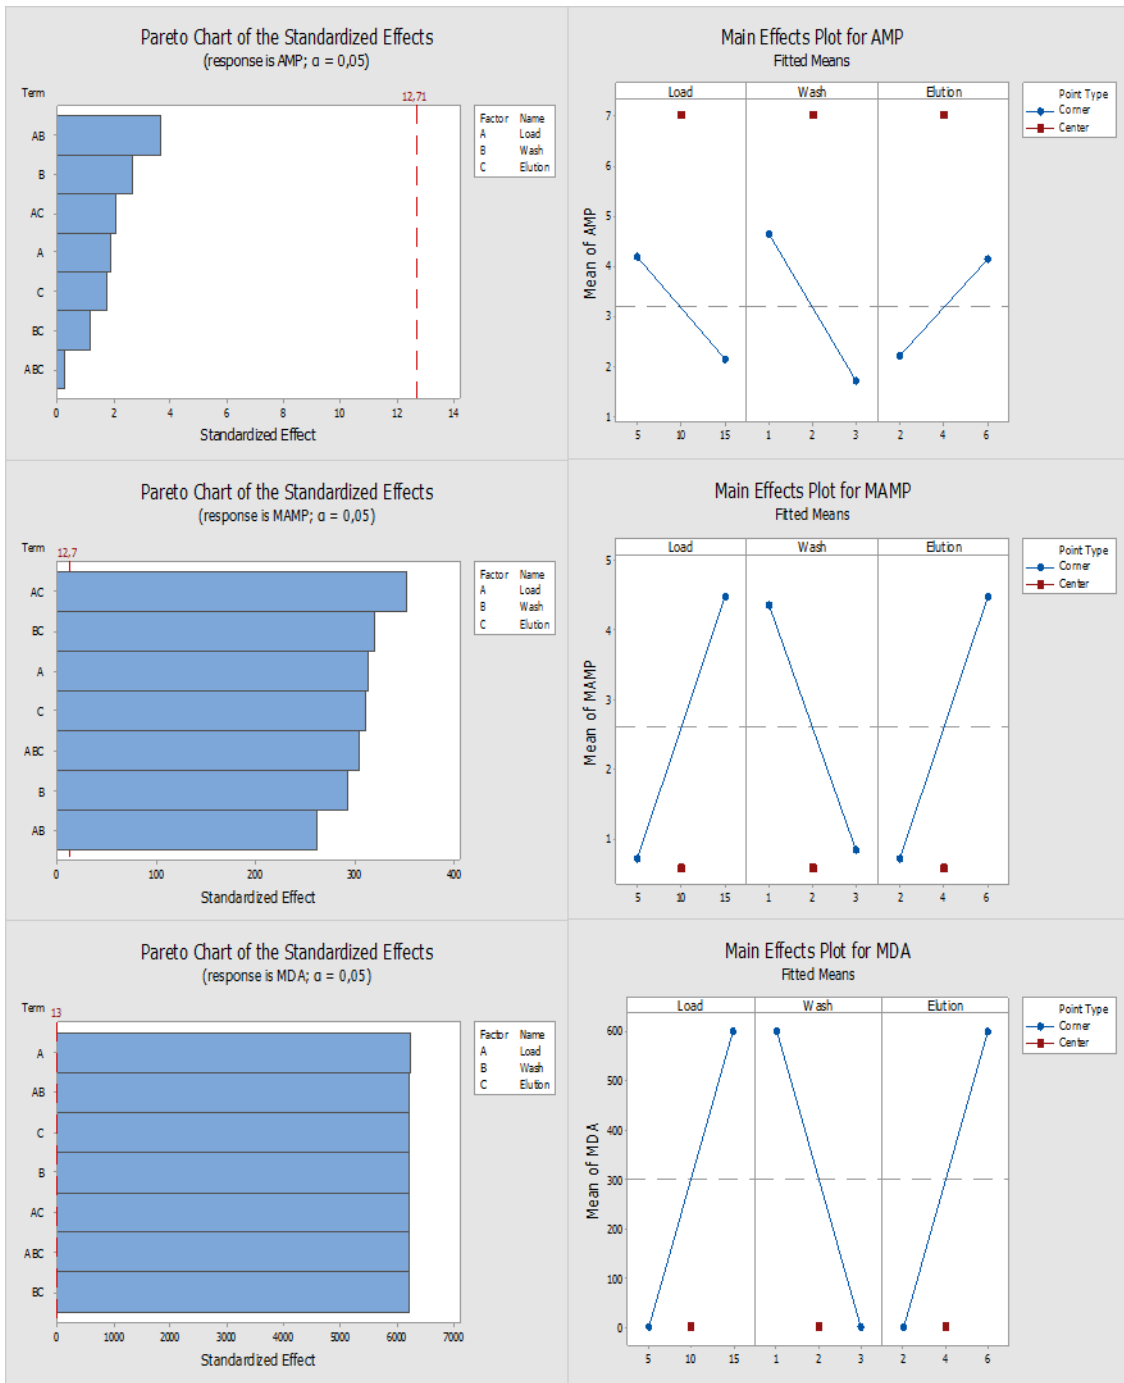 Pareto Chart of the Standardized Effects
(response is AMP; α = 0,05)
Term
12,71
AB
B
AC
A
C
BC
ABC
0 2 4 6 8 10 12 14
Standardized Effect
Factor Name
A Load
B Wash
C Elution
Main Effects Plot for AMP
Fitted Means
Load Wash Elution
Mean of AMP
7
6
5
4
3
2
1
5 10 15 1 2 3 2 4 6
Point Type
Corner
Center
Pareto Chart of the Standardized Effects
(response is MAMP; α = 0,05)
Term
12,7
AC
BC
A
C
ABC
B
AB
0 100 200 300 400
Standardized Effect
Factor Name
A Load
B Wash
C Elution
Main Effects Plot for MAMP
Fitted Means
Load Wash Elution
Mean of MAMP
5
4
3
2
1
5 10 15 1 2 3 2 4 6
Point Type
Corner
Center
Pareto Chart of the Standardized Effects
(response is MDA; α = 0,05)
Term
13
A
AB
C
B
AC
ABC
BC
0 1000 2000 3000 4000 5000 6000 7000
Standardized Effect
Factor Name
A Load
B Wash
C Elution
Main Effects Plot for MDA
Fitted Means
Load Wash Elution
Mean of MDA
600
500
400
300
200
100
0
5 10 15 1 2 3 2 4 6
Point Type
Corner
Center